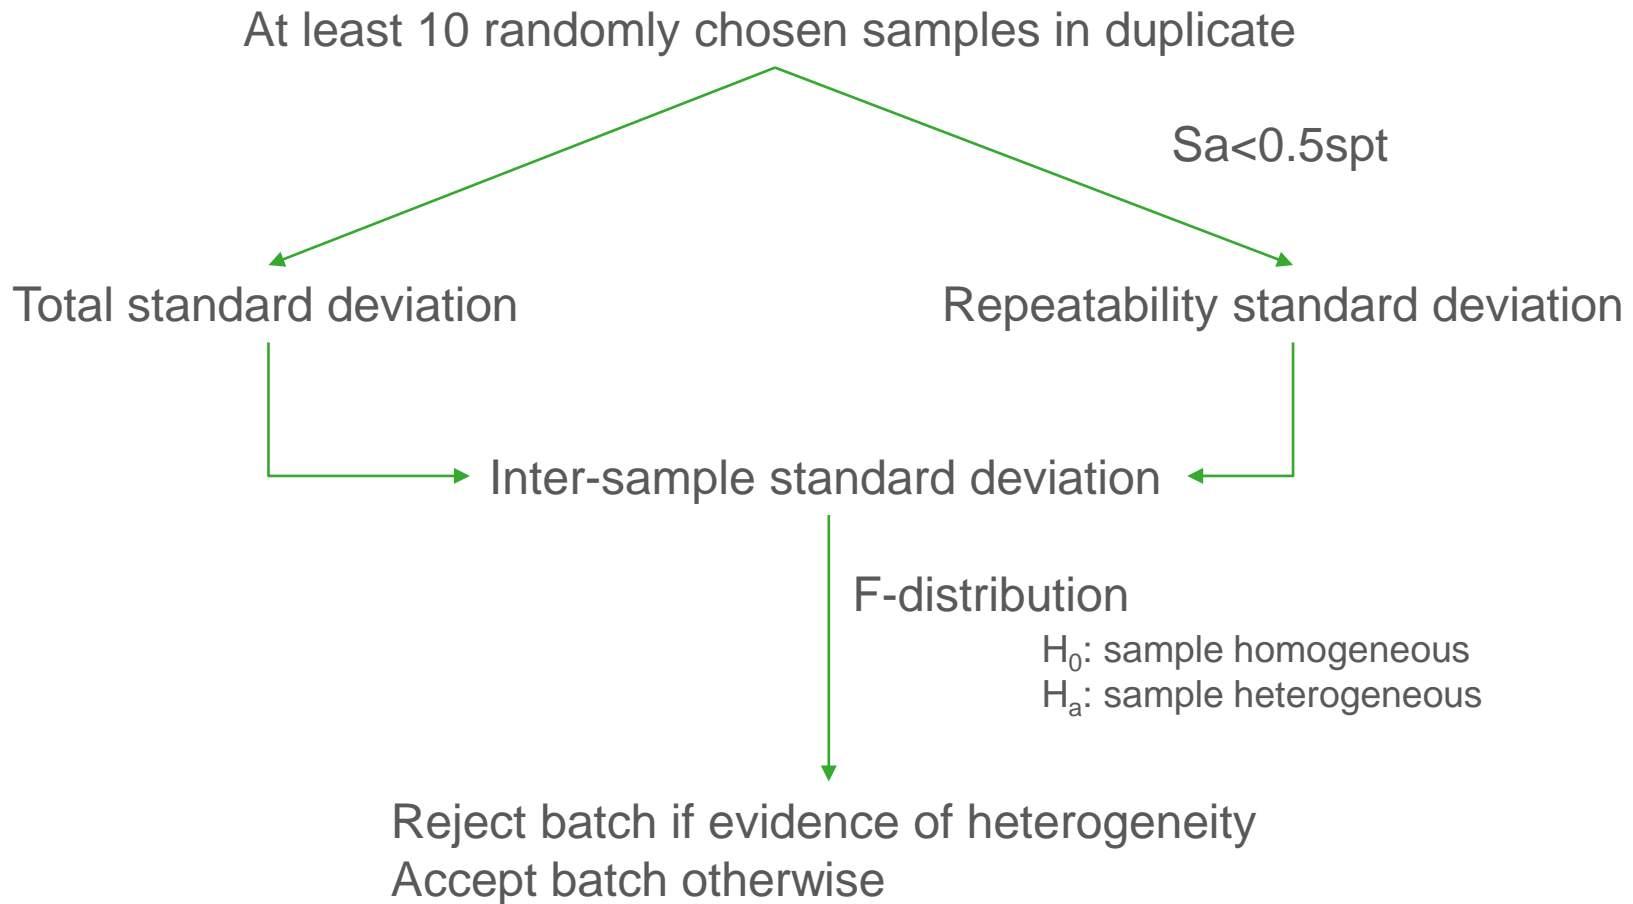 At least 10 randomly chosen samples in duplicate
Sa<0.5spt
Total standard deviation
Repeatability standard deviation
Inter-sample standard deviation
F-distribution
H₀: sample homogeneous
Hₐ: sample heterogeneous
Reject batch if evidence of heterogeneity
Accept batch otherwise